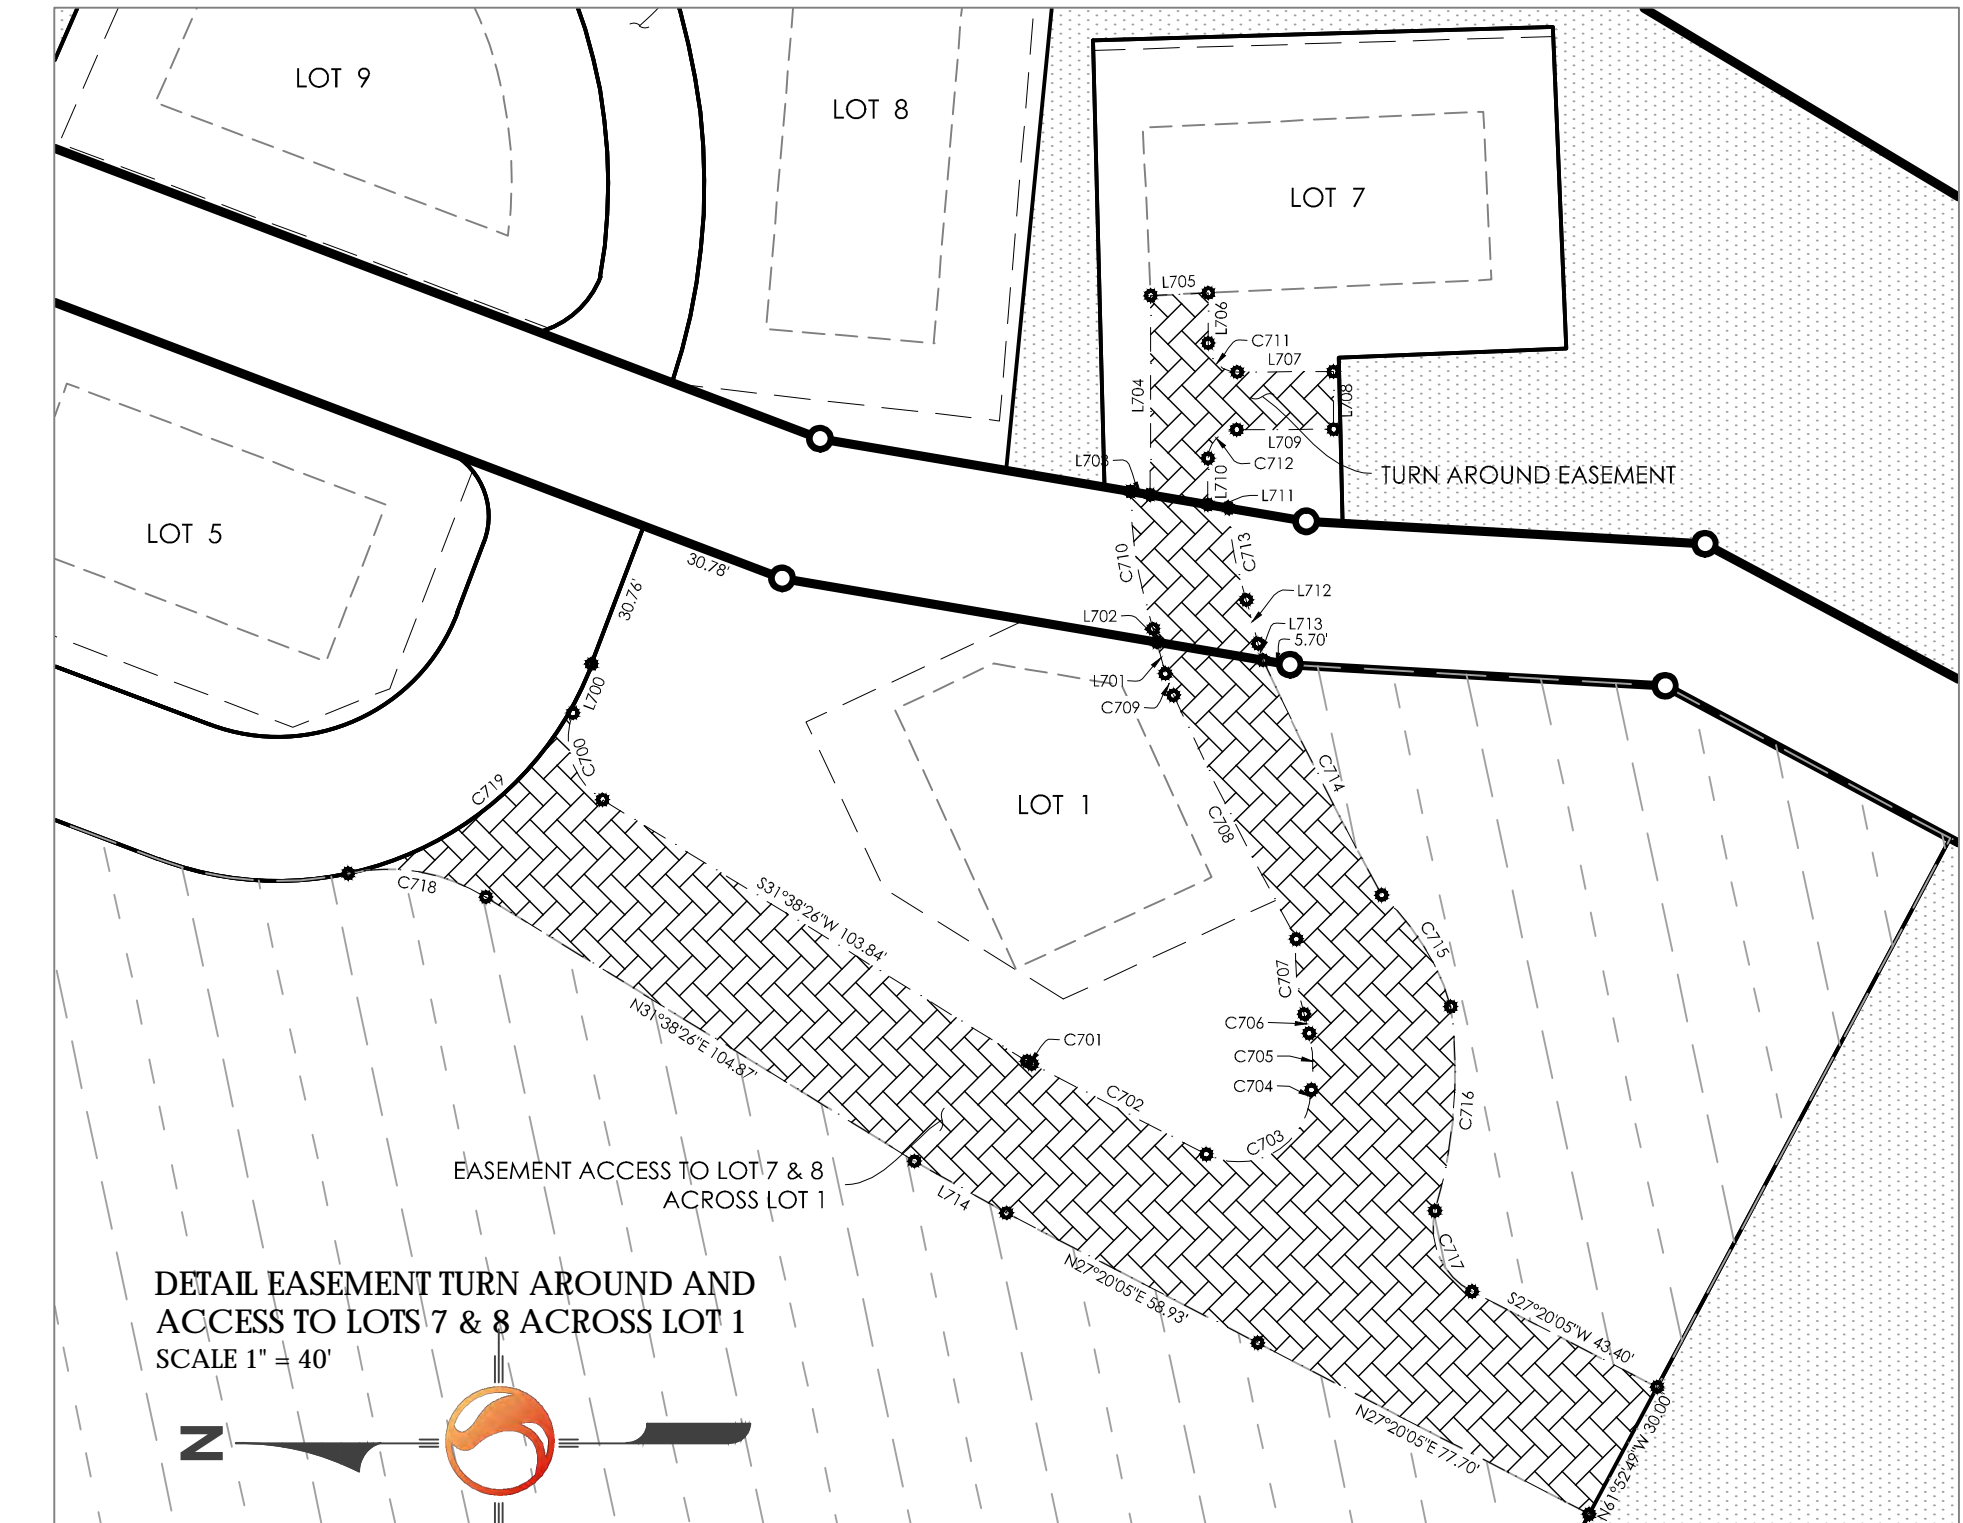 LOT 9
LOT 8
LOT 7
L705
L706
C711
L707
L704
L708
L709
L703
C712
L710
L711
TURN AROUND EASEMENT
LOT 5
30.78'
30.76'
C710
C713
L712
L702
L713
5.70'
L701
C709
L700
C700
C719
C714
LOT 1
C708
C718
S31°38'26"W 103.84'
C715
C707
N31°38'26"E 104.87'
C706
C701
C705
C704
C702
C716
C703
EASEMENT ACCESS TO LOT 7 & 8
ACROSS LOT 1
L714
C717
N27°20'05"E 58.93'
S27°20'05"W 43.40'
DETAIL EASEMENT TURN AROUND AND
ACCESS TO LOTS 7 & 8 ACROSS LOT 1
SCALE 1" = 40'
N27°20'05"E 77.70'
N61°52'49"W 30.00'
N